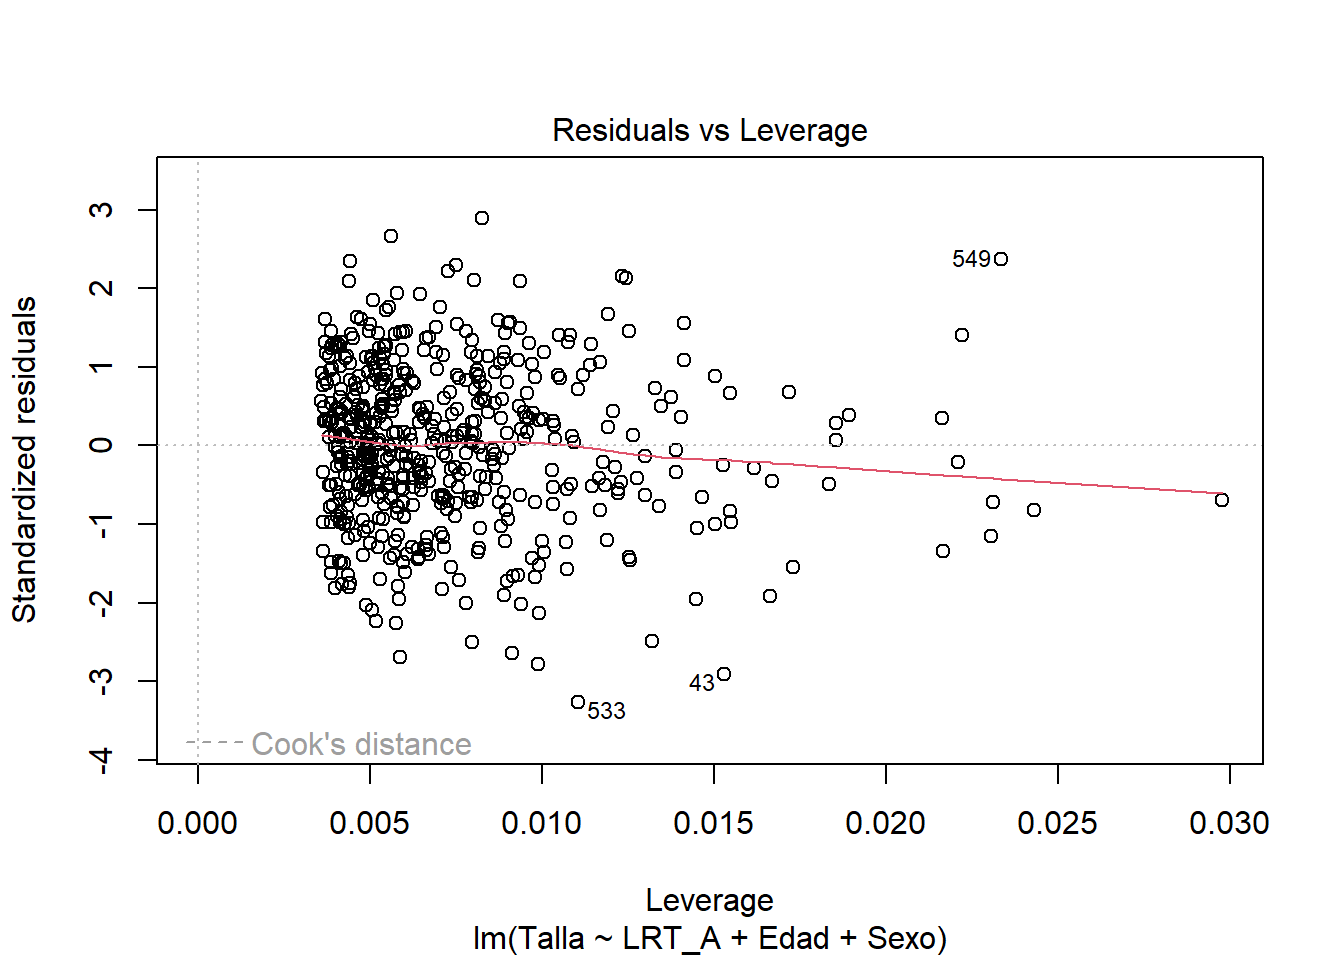 Residuals vs Leverage
Standardized residuals
3
2
1
0
-1
-2
-3
-4
549
43
533
Cook's distance
0.000 0.005 0.010 0.015 0.020 0.025 0.030
Leverage
lm(Talla ~ LRT_A + Edad + Sexo)